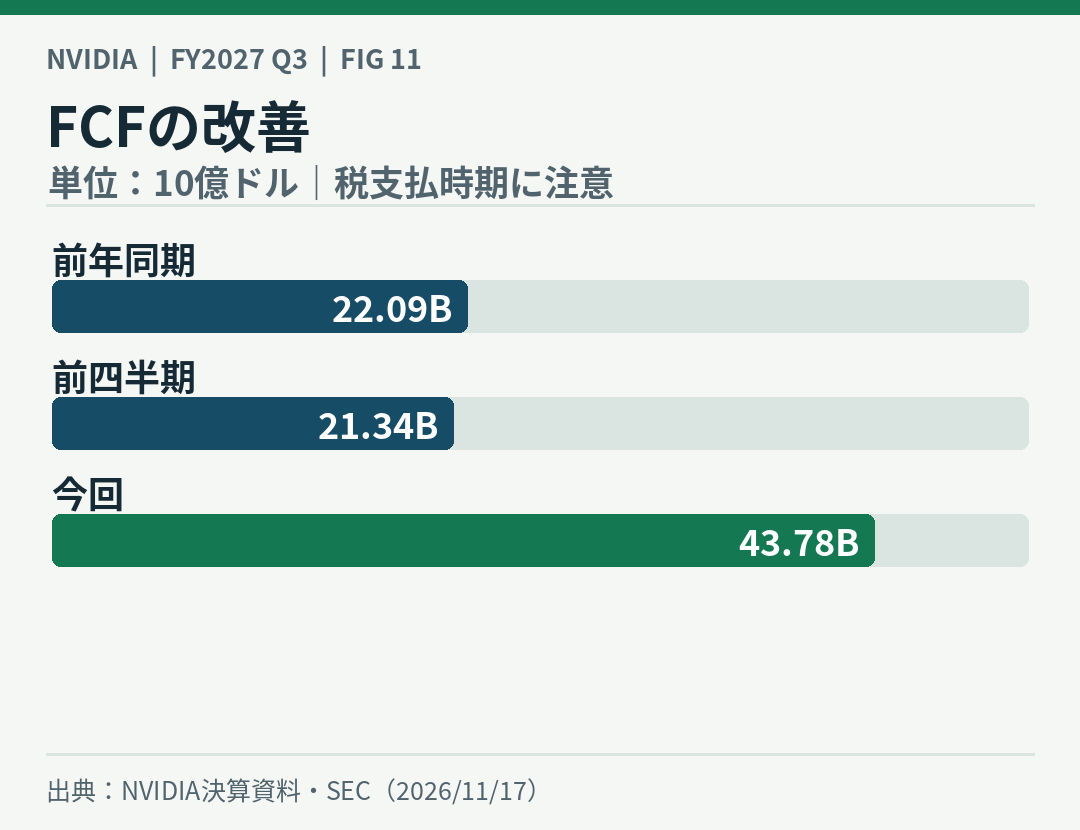 NVIDIA | FY2027 Q3 | FIG 11
FCFの改善
単位：10億ドル｜税支払時期に注意
前年同期
22.09B
前四半期
21.34B
今回
43.78B
出典：NVIDIA決算資料・SEC（2026/11/17）